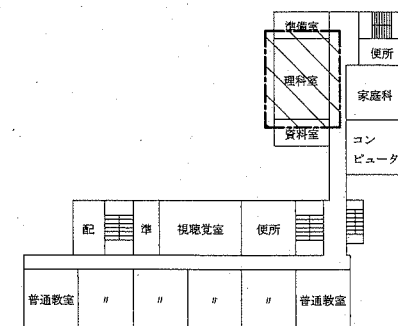 準備室
便所
理科室
家庭科
資料室
コン
ピュータ
配
準
視聴覚室
便所
普通教室
〃
〃
〃
〃
普通教室